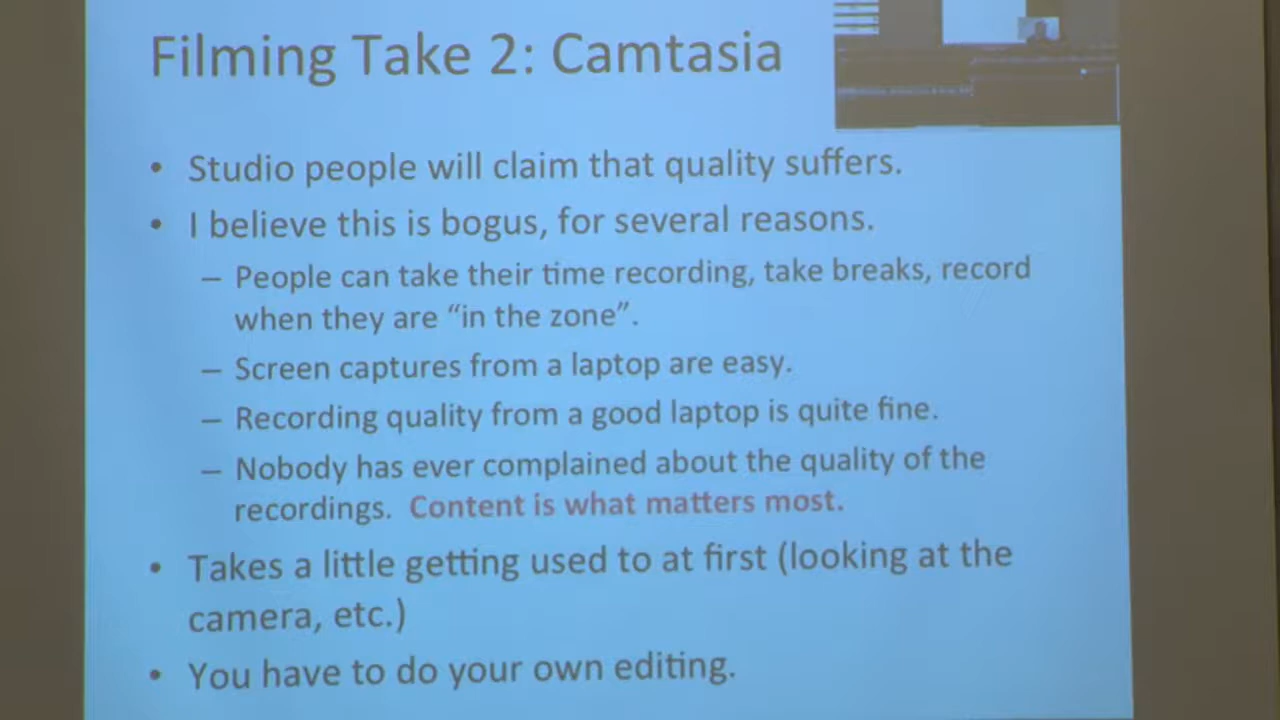 Filming Take 2: Camtasia
• Studio people will claim that quality suffers.
• I believe this is bogus, for several reasons.
– People can take their time recording, take breaks, record
when they are “in the zone”.
– Screen captures from a laptop are easy.
– Recording quality from a good laptop is quite fine.
– Nobody has ever complained about the quality of the
recordings. Content is what matters most.
• Takes a little getting used to at first (looking at the
camera, etc.)
• You have to do your own editing.